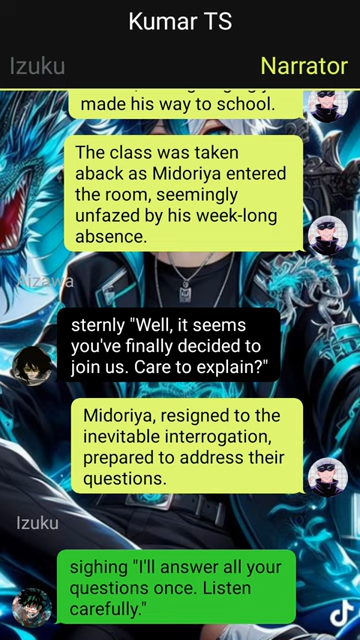 Kumar TS
Izuku
Narrator
made his way to school.
The class was taken
aback as Midoriya entered
the room, seemingly
unfazed by his week-long
absence.
Aizawa
sternly "Well, it seems
you've finally decided to
join us. Care to explain?"
Midoriya, resigned to the
inevitable interrogation,
prepared to address their
questions.
Izuku
sighing "I'll answer all your
questions once. Listen
carefully."